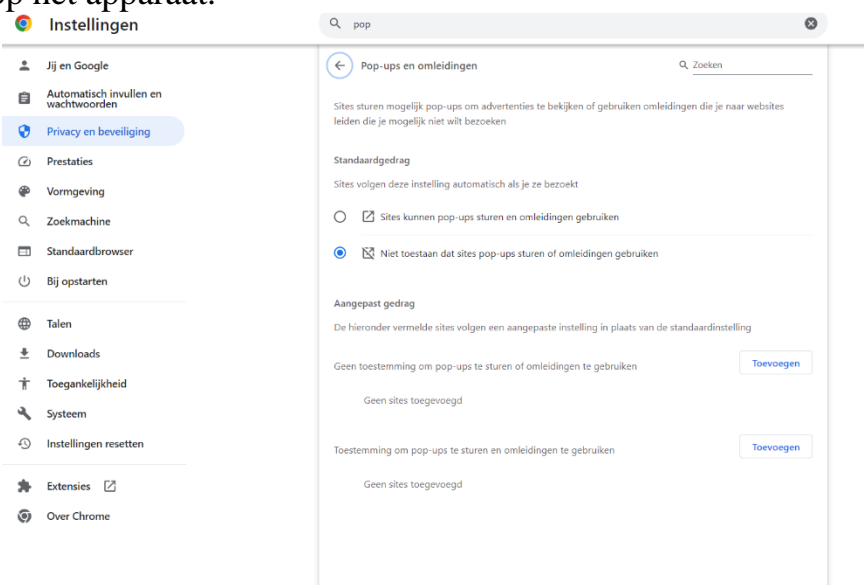 op het apparaat.
Instellingen
pop
Jij en Google
Automatisch invullen en
wachtwoorden
Privacy en beveiliging
Prestaties
Vormgeving
Zoekmachine
Standaardbrowser
Bij opstarten
Talen
Downloads
Toegankelijkheid
Systeem
Instellingen resetten
Extensies
Over Chrome
Pop-ups en omleidingen
Zoeken
Sites sturen mogelijk pop-ups om advertenties te bekijken of gebruiken omleidingen die je naar websites
leiden die je mogelijk niet wilt bezoeken
Standaardgedrag
Sites volgen deze instelling automatisch als je ze bezoekt
Sites kunnen pop-ups sturen en omleidingen gebruiken
Niet toestaan dat sites pop-ups sturen of omleidingen gebruiken
Aangepast gedrag
De hieronder vermelde sites volgen een aangepaste instelling in plaats van de standaardinstelling
Geen toestemming om pop-ups te sturen of omleidingen te gebruiken
Toevoegen
Geen sites toegevoegd
Toestemming om pop-ups te sturen en omleidingen te gebruiken
Toevoegen
Geen sites toegevoegd